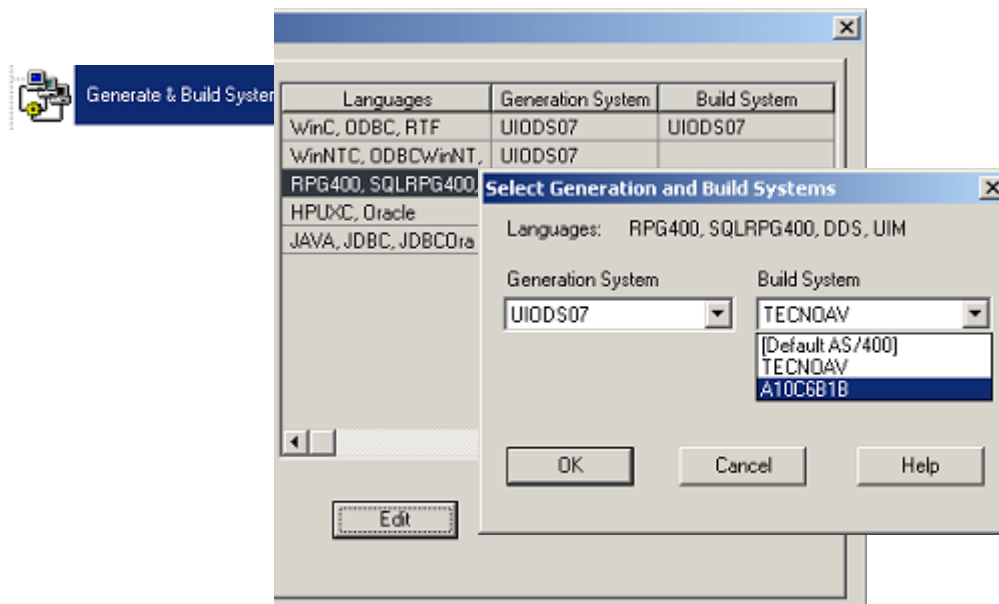 Generate & Build System
Languages Generation System Build System
WinC, ODBC, RTF UIODS07 UIODS07
WinNTC, ODBCWinNT, UIODS07
RPG400, SQLRPG400,
HPUXC, Oracle
JAVA, JDBC, JDBCOra
Select Generation and Build Systems
Languages: RPG400, SQLRPG400, DDS, UIM
Generation System Build System
UIODS07 TECNOAV
[Default AS/400]
TECNOAV
A10C6B1B
OK Cancel Help
Edit